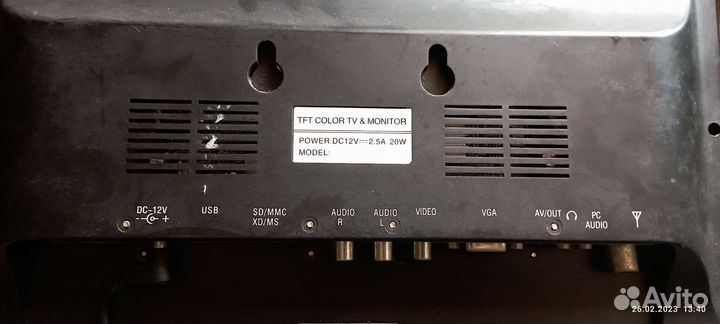 TFT COLOR TV & MONITOR
POWER:DC12V⎓2.5A 20W
MODEL:
DC-12V
- +
USB
SD/MMC
XD/MS
AUDIO
R
AUDIO
L
VIDEO
VGA
AV/OUT
PC
AUDIO
Avito
26.02.2023 13:40